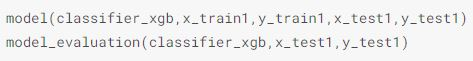 model(classifier_xgb,x_train1,y_train1,x_test1,y_test1)
model_evaluation(classifier_xgb,x_test1,y_test1)